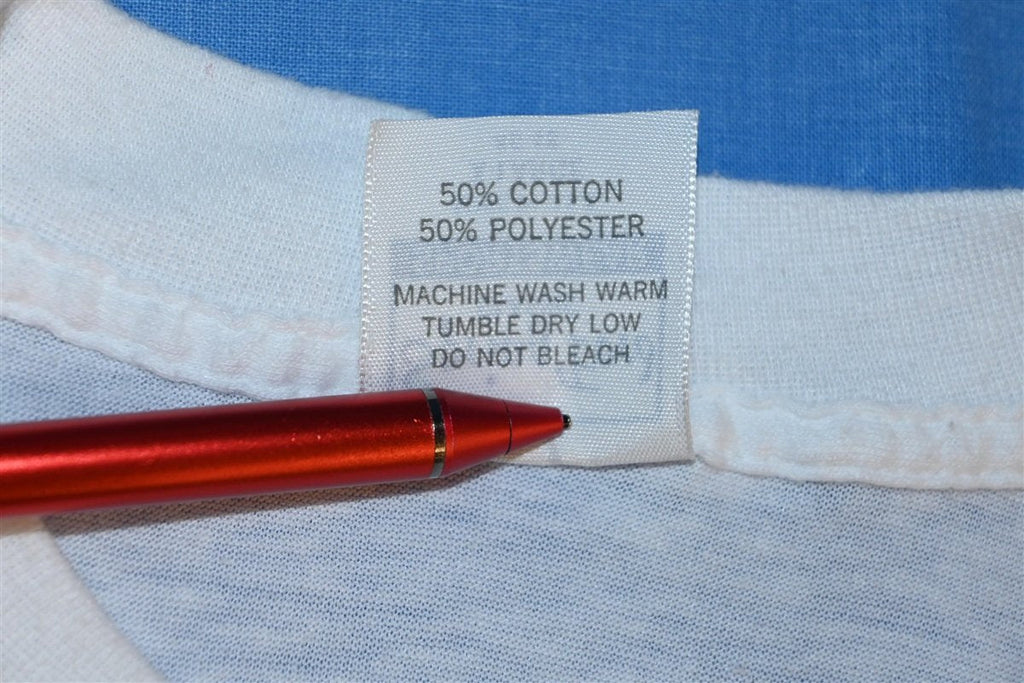 50% COTTON
50% POLYESTER
MACHINE WASH WARM
TUMBLE DRY LOW
DO NOT BLEACH